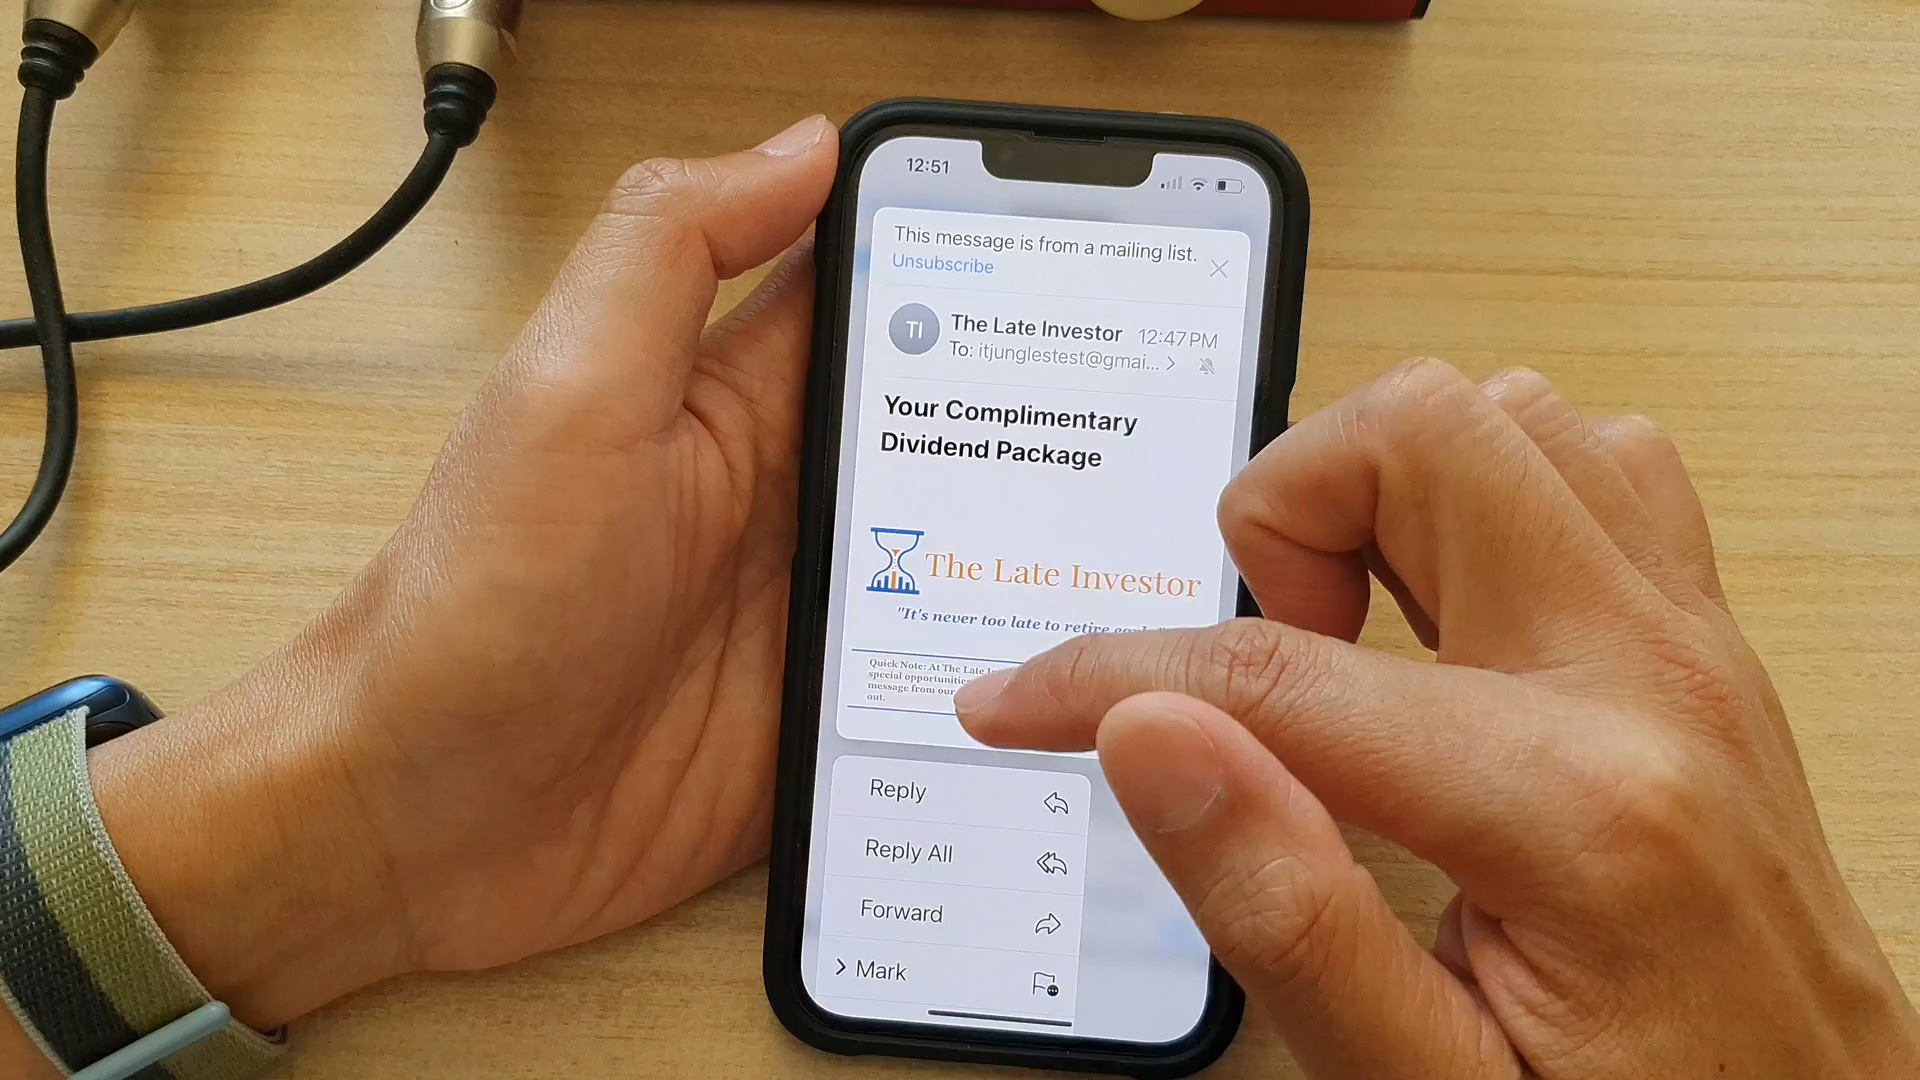 12:51
This message is from a mailing list.
Unsubscribe
TI
The Late Investor 12:47 PM
To: itjunglestest@gmai... >
Your Complimentary
Dividend Package
The Late Investor
"It's never too late to retire
Quick Note: At The Late
special opportunities
message from our
out.
Reply
Reply All
Forward
> Mark